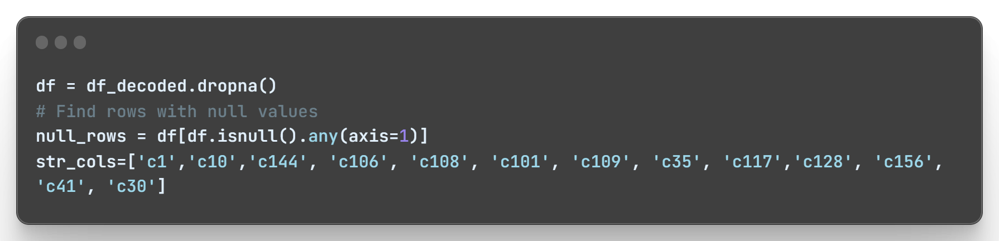 df = df_decoded.dropna()
# Find rows with null values
null_rows = df[df.isnull().any(axis=1)]
str_cols=['c1','c10','c144', 'c106', 'c108', 'c101', 'c109', 'c35', 'c117','c128', 'c156',
'c41', 'c30']